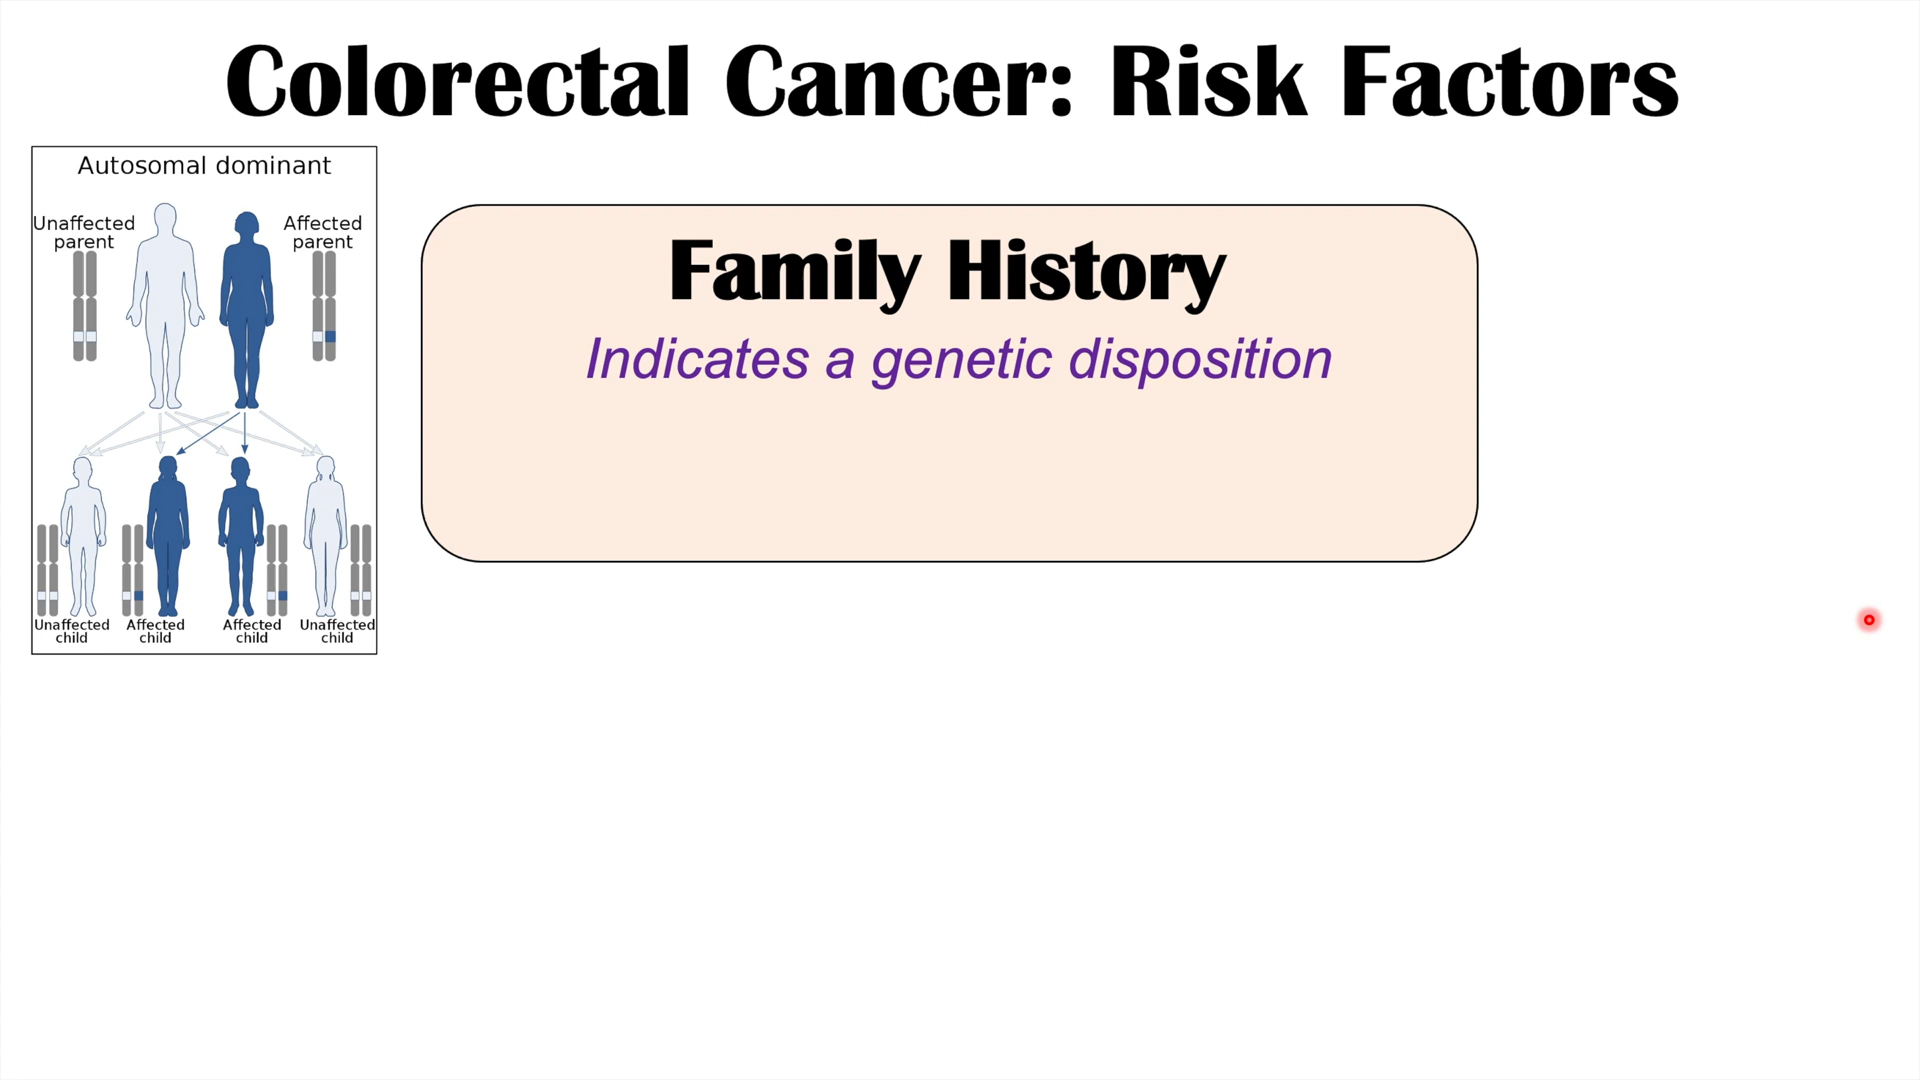 Colorectal Cancer: Risk Factors
Autosomal dominant
Unaffected
parent
Affected
parent
Family History
Indicates a genetic disposition
Unaffected
child
Affected
child
Affected
child
Unaffected
child